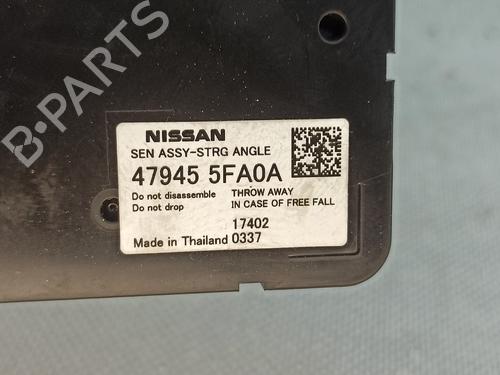 B-PARTS
NISSAN
SEN ASSY-STRG ANGLE
47945 5FA0A
Do not disassemble THROW AWAY
Do not drop IN CASE OF FREE FALL
17402
Made in Thailand 0337